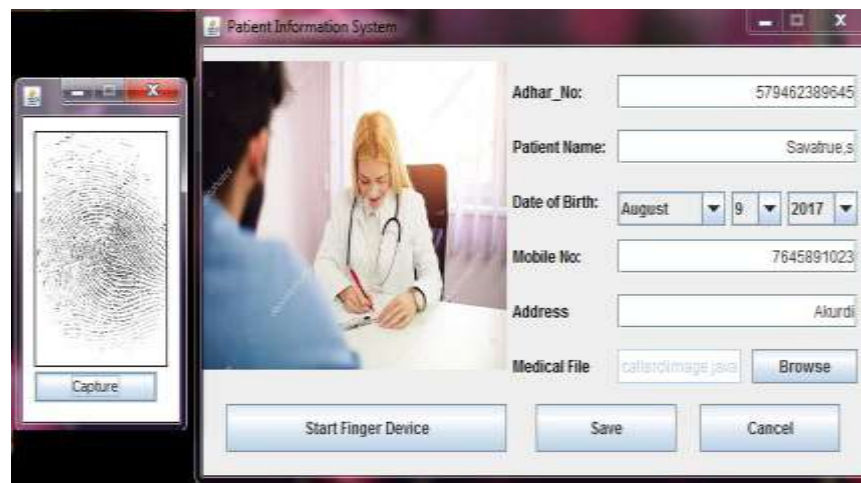 Patient Information System
Adhar_No: 579462389645
Patient Name: Savatrue,s
Date of Birth: August 9 2017
Mobile No: 7645891023
Address Akurdi
Medical File Browse
Capture
Start Finger Device Save Cancel